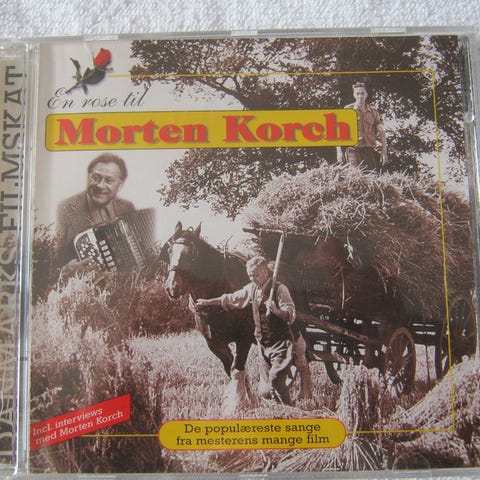 DANMARKS FILMSKAT
En rose til
Morten Korch
Incl. interviews
med Morten Korch
De populæreste sange
fra mesterens mange film